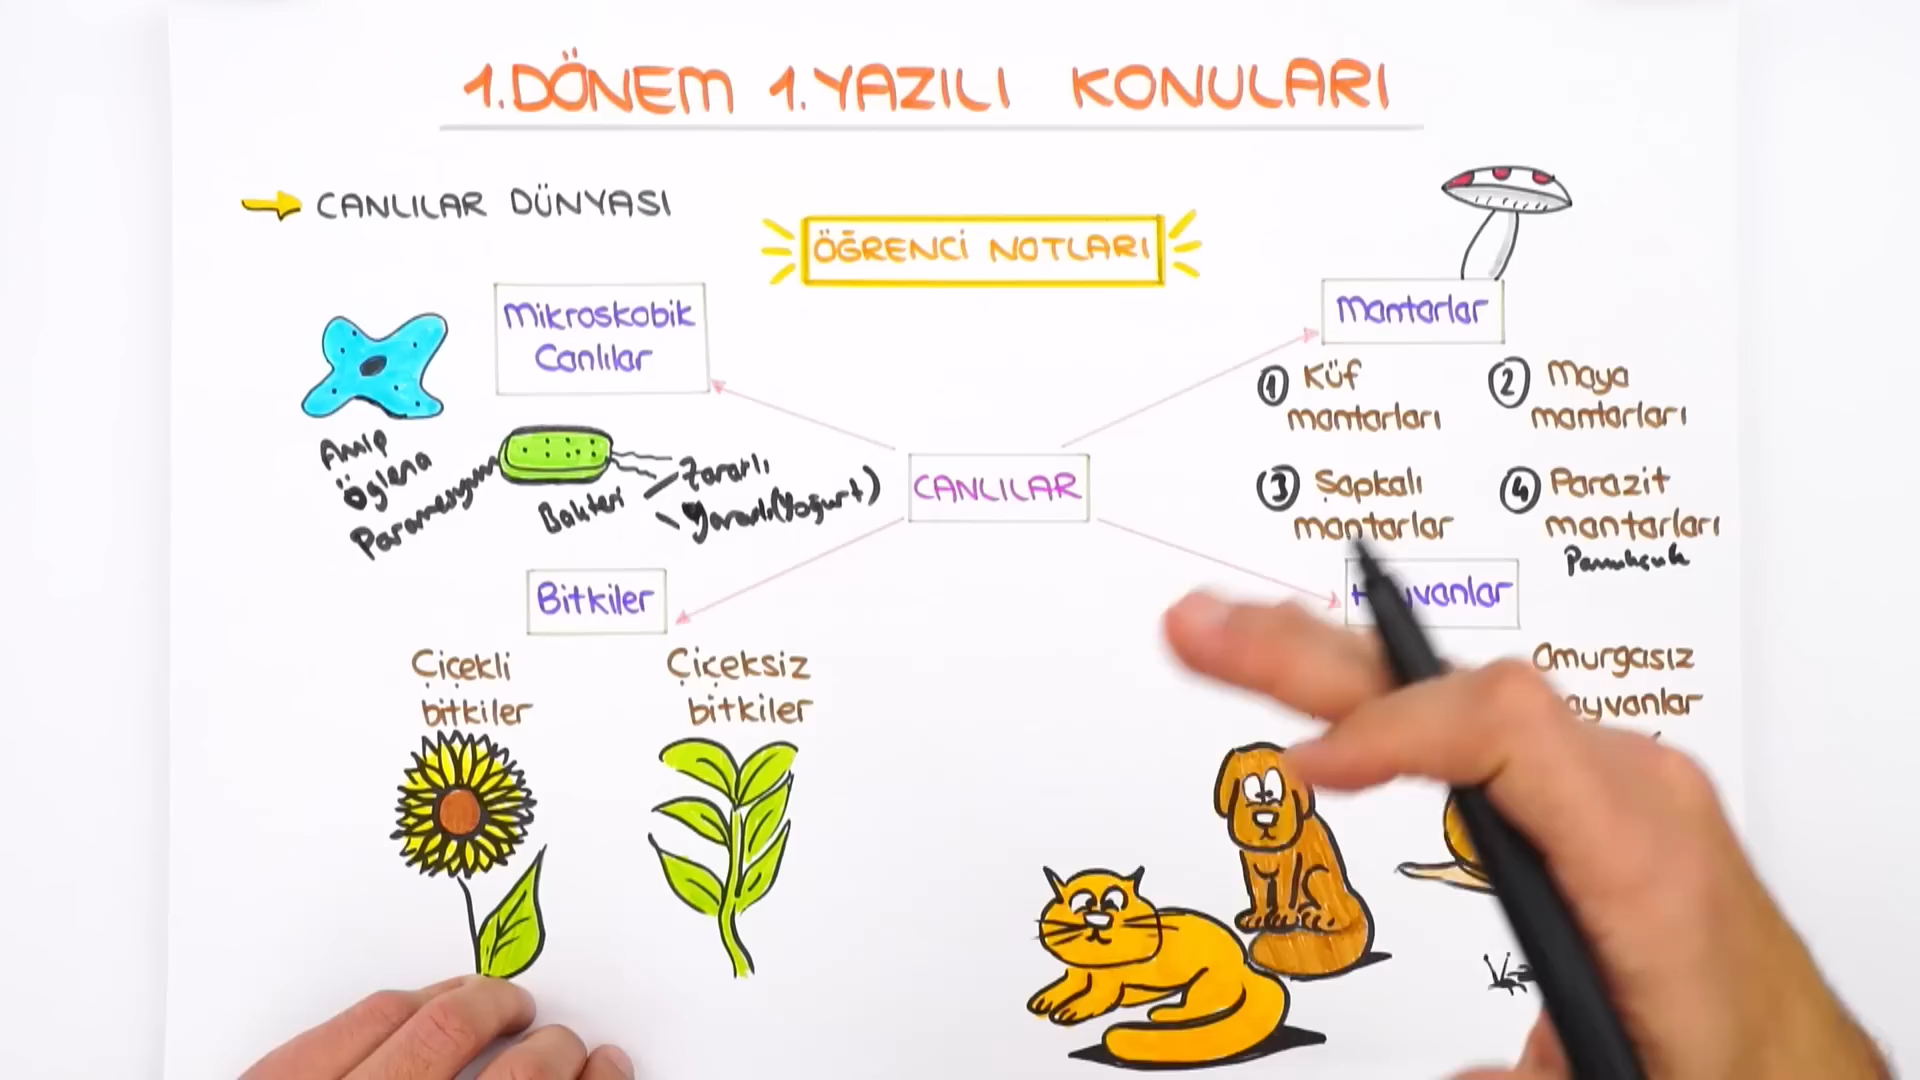 1.DÖNEM 1.YAZILI KONULARI
CANLILAR DÜNYASI
ÖĞRENCİ NOTLARI
Mikroskobik
Canlılar
Amip
Öglena
Paramesyum
Bakteri
Zararlı
Yararlı(Yoğurt)
CANLILAR
Mantarlar
1 Küf
mantarları
2 Maya
mantarları
3 Şapkalı
mantarlar
4 Parazit
mantarları
Pamukçuk
Bitkiler
Çiçekli
bitkiler
Çiçeksiz
bitkiler
Omurgasız